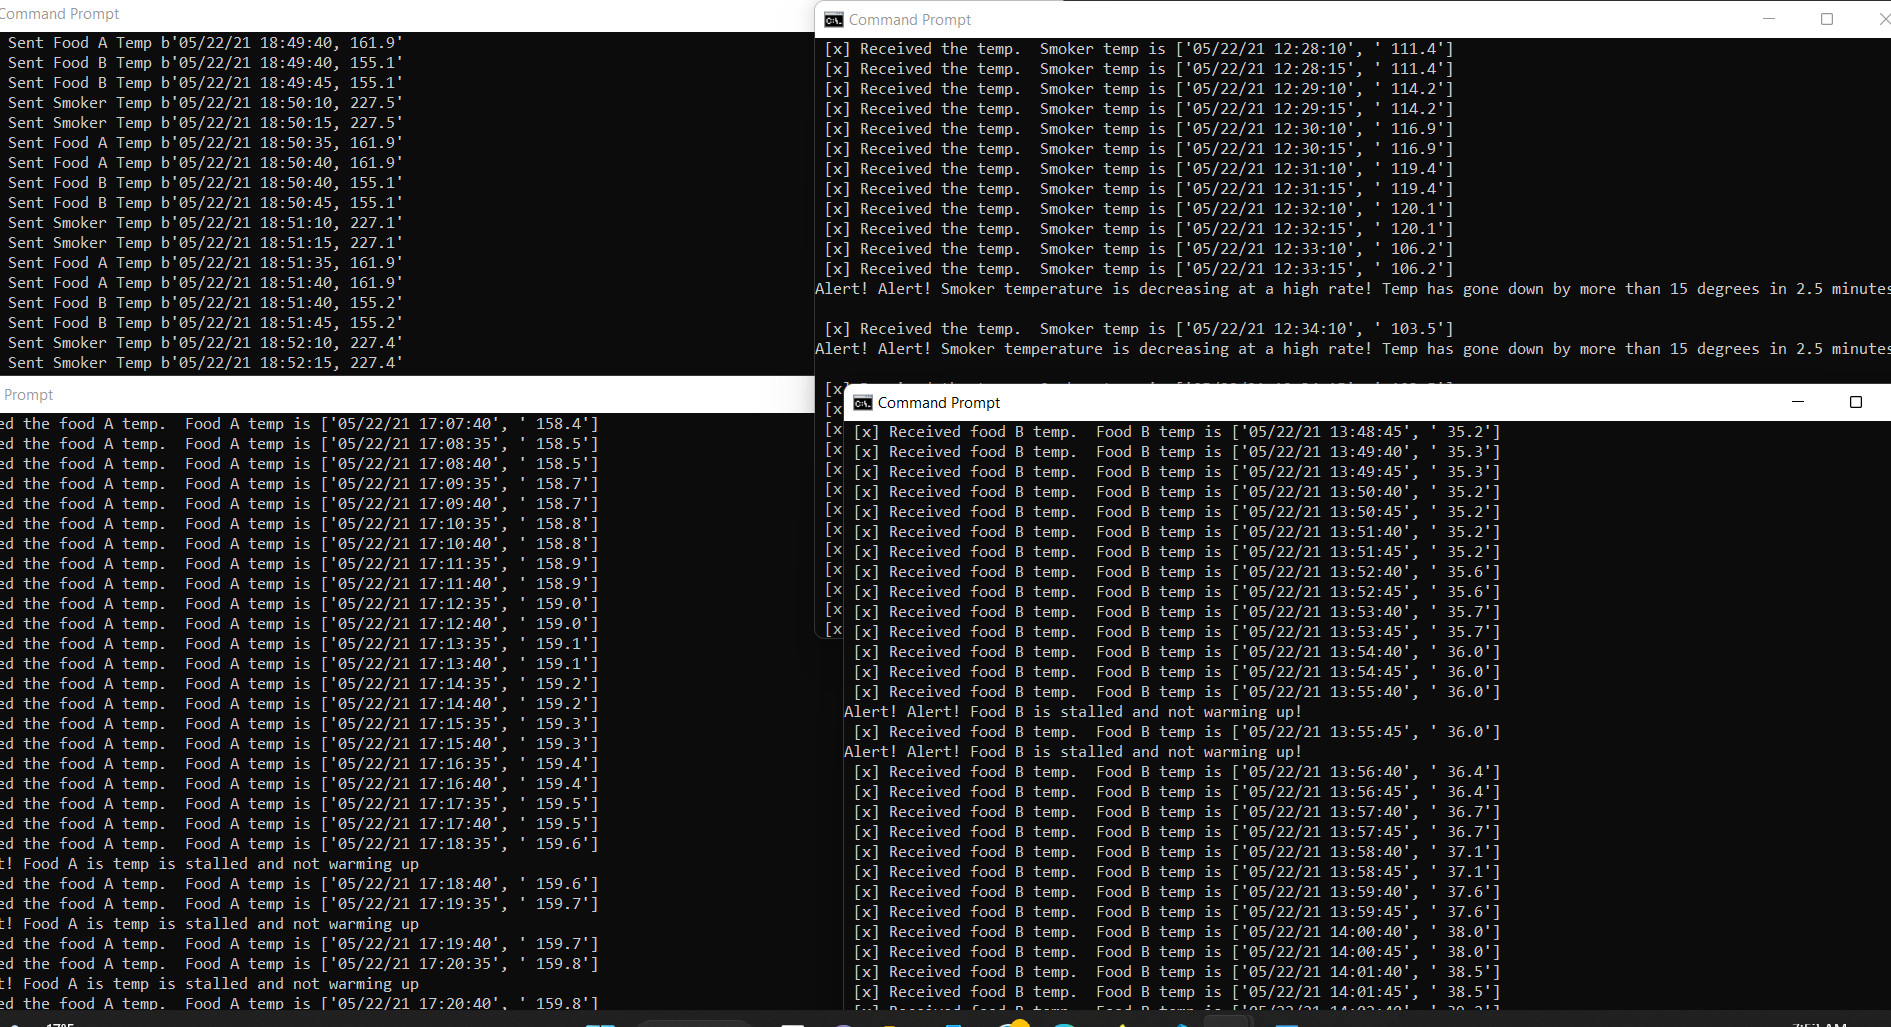 Command Prompt
Sent Food A Temp b'05/22/21 18:49:40, 161.9'
Sent Food B Temp b'05/22/21 18:49:40, 155.1'
Sent Food B Temp b'05/22/21 18:49:45, 155.1'
Sent Smoker Temp b'05/22/21 18:50:10, 227.5'
Sent Smoker Temp b'05/22/21 18:50:15, 227.5'
Sent Food A Temp b'05/22/21 18:50:35, 161.9'
Sent Food A Temp b'05/22/21 18:50:40, 161.9'
Sent Food B Temp b'05/22/21 18:50:40, 155.1'
Sent Food B Temp b'05/22/21 18:50:45, 155.1'
Sent Smoker Temp b'05/22/21 18:51:10, 227.1'
Sent Smoker Temp b'05/22/21 18:51:15, 227.1'
Sent Food A Temp b'05/22/21 18:51:35, 161.9'
Sent Food A Temp b'05/22/21 18:51:40, 161.9'
Sent Food B Temp b'05/22/21 18:51:40, 155.2'
Sent Food B Temp b'05/22/21 18:51:45, 155.2'
Sent Smoker Temp b'05/22/21 18:52:10, 227.4'
Sent Smoker Temp b'05/22/21 18:52:15, 227.4'
Command Prompt
[x] Received the temp.  Smoker temp is ['05/22/21 12:28:10', ' 111.4']
[x] Received the temp.  Smoker temp is ['05/22/21 12:28:15', ' 111.4']
[x] Received the temp.  Smoker temp is ['05/22/21 12:29:10', ' 114.2']
[x] Received the temp.  Smoker temp is ['05/22/21 12:29:15', ' 114.2']
[x] Received the temp.  Smoker temp is ['05/22/21 12:30:10', ' 116.9']
[x] Received the temp.  Smoker temp is ['05/22/21 12:30:15', ' 116.9']
[x] Received the temp.  Smoker temp is ['05/22/21 12:31:10', ' 119.4']
[x] Received the temp.  Smoker temp is ['05/22/21 12:31:15', ' 119.4']
[x] Received the temp.  Smoker temp is ['05/22/21 12:32:10', ' 120.1']
[x] Received the temp.  Smoker temp is ['05/22/21 12:32:15', ' 120.1']
[x] Received the temp.  Smoker temp is ['05/22/21 12:33:10', ' 106.2']
[x] Received the temp.  Smoker temp is ['05/22/21 12:33:15', ' 106.2']
Alert! Alert! Smoker temperature is decreasing at a high rate! Temp has gone down by more than 15 degrees in 2.5 minutes
[x] Received the temp.  Smoker temp is ['05/22/21 12:34:10', ' 103.5']
Alert! Alert! Smoker temperature is decreasing at a high rate! Temp has gone down by more than 15 degrees in 2.5 minutes
[x
[x
[x
[x
[x
[x
[x
[x
[x
[x
[x
[x
[x
Prompt
ed the food A temp.  Food A temp is ['05/22/21 17:07:40', ' 158.4']
ed the food A temp.  Food A temp is ['05/22/21 17:08:35', ' 158.5']
ed the food A temp.  Food A temp is ['05/22/21 17:08:40', ' 158.5']
ed the food A temp.  Food A temp is ['05/22/21 17:09:35', ' 158.7']
ed the food A temp.  Food A temp is ['05/22/21 17:09:40', ' 158.7']
ed the food A temp.  Food A temp is ['05/22/21 17:10:35', ' 158.8']
ed the food A temp.  Food A temp is ['05/22/21 17:10:40', ' 158.8']
ed the food A temp.  Food A temp is ['05/22/21 17:11:35', ' 158.9']
ed the food A temp.  Food A temp is ['05/22/21 17:11:40', ' 158.9']
ed the food A temp.  Food A temp is ['05/22/21 17:12:35', ' 159.0']
ed the food A temp.  Food A temp is ['05/22/21 17:12:40', ' 159.0']
ed the food A temp.  Food A temp is ['05/22/21 17:13:35', ' 159.1']
ed the food A temp.  Food A temp is ['05/22/21 17:13:40', ' 159.1']
ed the food A temp.  Food A temp is ['05/22/21 17:14:35', ' 159.2']
ed the food A temp.  Food A temp is ['05/22/21 17:14:40', ' 159.2']
ed the food A temp.  Food A temp is ['05/22/21 17:15:35', ' 159.3']
ed the food A temp.  Food A temp is ['05/22/21 17:15:40', ' 159.3']
ed the food A temp.  Food A temp is ['05/22/21 17:16:35', ' 159.4']
ed the food A temp.  Food A temp is ['05/22/21 17:16:40', ' 159.4']
ed the food A temp.  Food A temp is ['05/22/21 17:17:35', ' 159.5']
ed the food A temp.  Food A temp is ['05/22/21 17:17:40', ' 159.5']
ed the food A temp.  Food A temp is ['05/22/21 17:18:35', ' 159.6']
t! Food A is temp is stalled and not warming up
ed the food A temp.  Food A temp is ['05/22/21 17:18:40', ' 159.6']
ed the food A temp.  Food A temp is ['05/22/21 17:19:35', ' 159.7']
t! Food A is temp is stalled and not warming up
ed the food A temp.  Food A temp is ['05/22/21 17:19:40', ' 159.7']
ed the food A temp.  Food A temp is ['05/22/21 17:20:35', ' 159.8']
t! Food A is temp is stalled and not warming up
ed the food A temp.  Food A temp is ['05/22/21 17:20:40', ' 159.8']
Command Prompt
[x] Received food B temp.  Food B temp is ['05/22/21 13:48:45', ' 35.2']
[x] Received food B temp.  Food B temp is ['05/22/21 13:49:40', ' 35.3']
[x] Received food B temp.  Food B temp is ['05/22/21 13:49:45', ' 35.3']
[x] Received food B temp.  Food B temp is ['05/22/21 13:50:40', ' 35.2']
[x] Received food B temp.  Food B temp is ['05/22/21 13:50:45', ' 35.2']
[x] Received food B temp.  Food B temp is ['05/22/21 13:51:40', ' 35.2']
[x] Received food B temp.  Food B temp is ['05/22/21 13:51:45', ' 35.2']
[x] Received food B temp.  Food B temp is ['05/22/21 13:52:40', ' 35.6']
[x] Received food B temp.  Food B temp is ['05/22/21 13:52:45', ' 35.6']
[x] Received food B temp.  Food B temp is ['05/22/21 13:53:40', ' 35.7']
[x] Received food B temp.  Food B temp is ['05/22/21 13:53:45', ' 35.7']
[x] Received food B temp.  Food B temp is ['05/22/21 13:54:40', ' 36.0']
[x] Received food B temp.  Food B temp is ['05/22/21 13:54:45', ' 36.0']
[x] Received food B temp.  Food B temp is ['05/22/21 13:55:40', ' 36.0']
Alert! Alert! Food B is stalled and not warming up!
[x] Received food B temp.  Food B temp is ['05/22/21 13:55:45', ' 36.0']
Alert! Alert! Food B is stalled and not warming up!
[x] Received food B temp.  Food B temp is ['05/22/21 13:56:40', ' 36.4']
[x] Received food B temp.  Food B temp is ['05/22/21 13:56:45', ' 36.4']
[x] Received food B temp.  Food B temp is ['05/22/21 13:57:40', ' 36.7']
[x] Received food B temp.  Food B temp is ['05/22/21 13:57:45', ' 36.7']
[x] Received food B temp.  Food B temp is ['05/22/21 13:58:40', ' 37.1']
[x] Received food B temp.  Food B temp is ['05/22/21 13:58:45', ' 37.1']
[x] Received food B temp.  Food B temp is ['05/22/21 13:59:40', ' 37.6']
[x] Received food B temp.  Food B temp is ['05/22/21 13:59:45', ' 37.6']
[x] Received food B temp.  Food B temp is ['05/22/21 14:00:40', ' 38.0']
[x] Received food B temp.  Food B temp is ['05/22/21 14:00:45', ' 38.0']
[x] Received food B temp.  Food B temp is ['05/22/21 14:01:40', ' 38.5']
[x] Received food B temp.  Food B temp is ['05/22/21 14:01:45', ' 38.5']